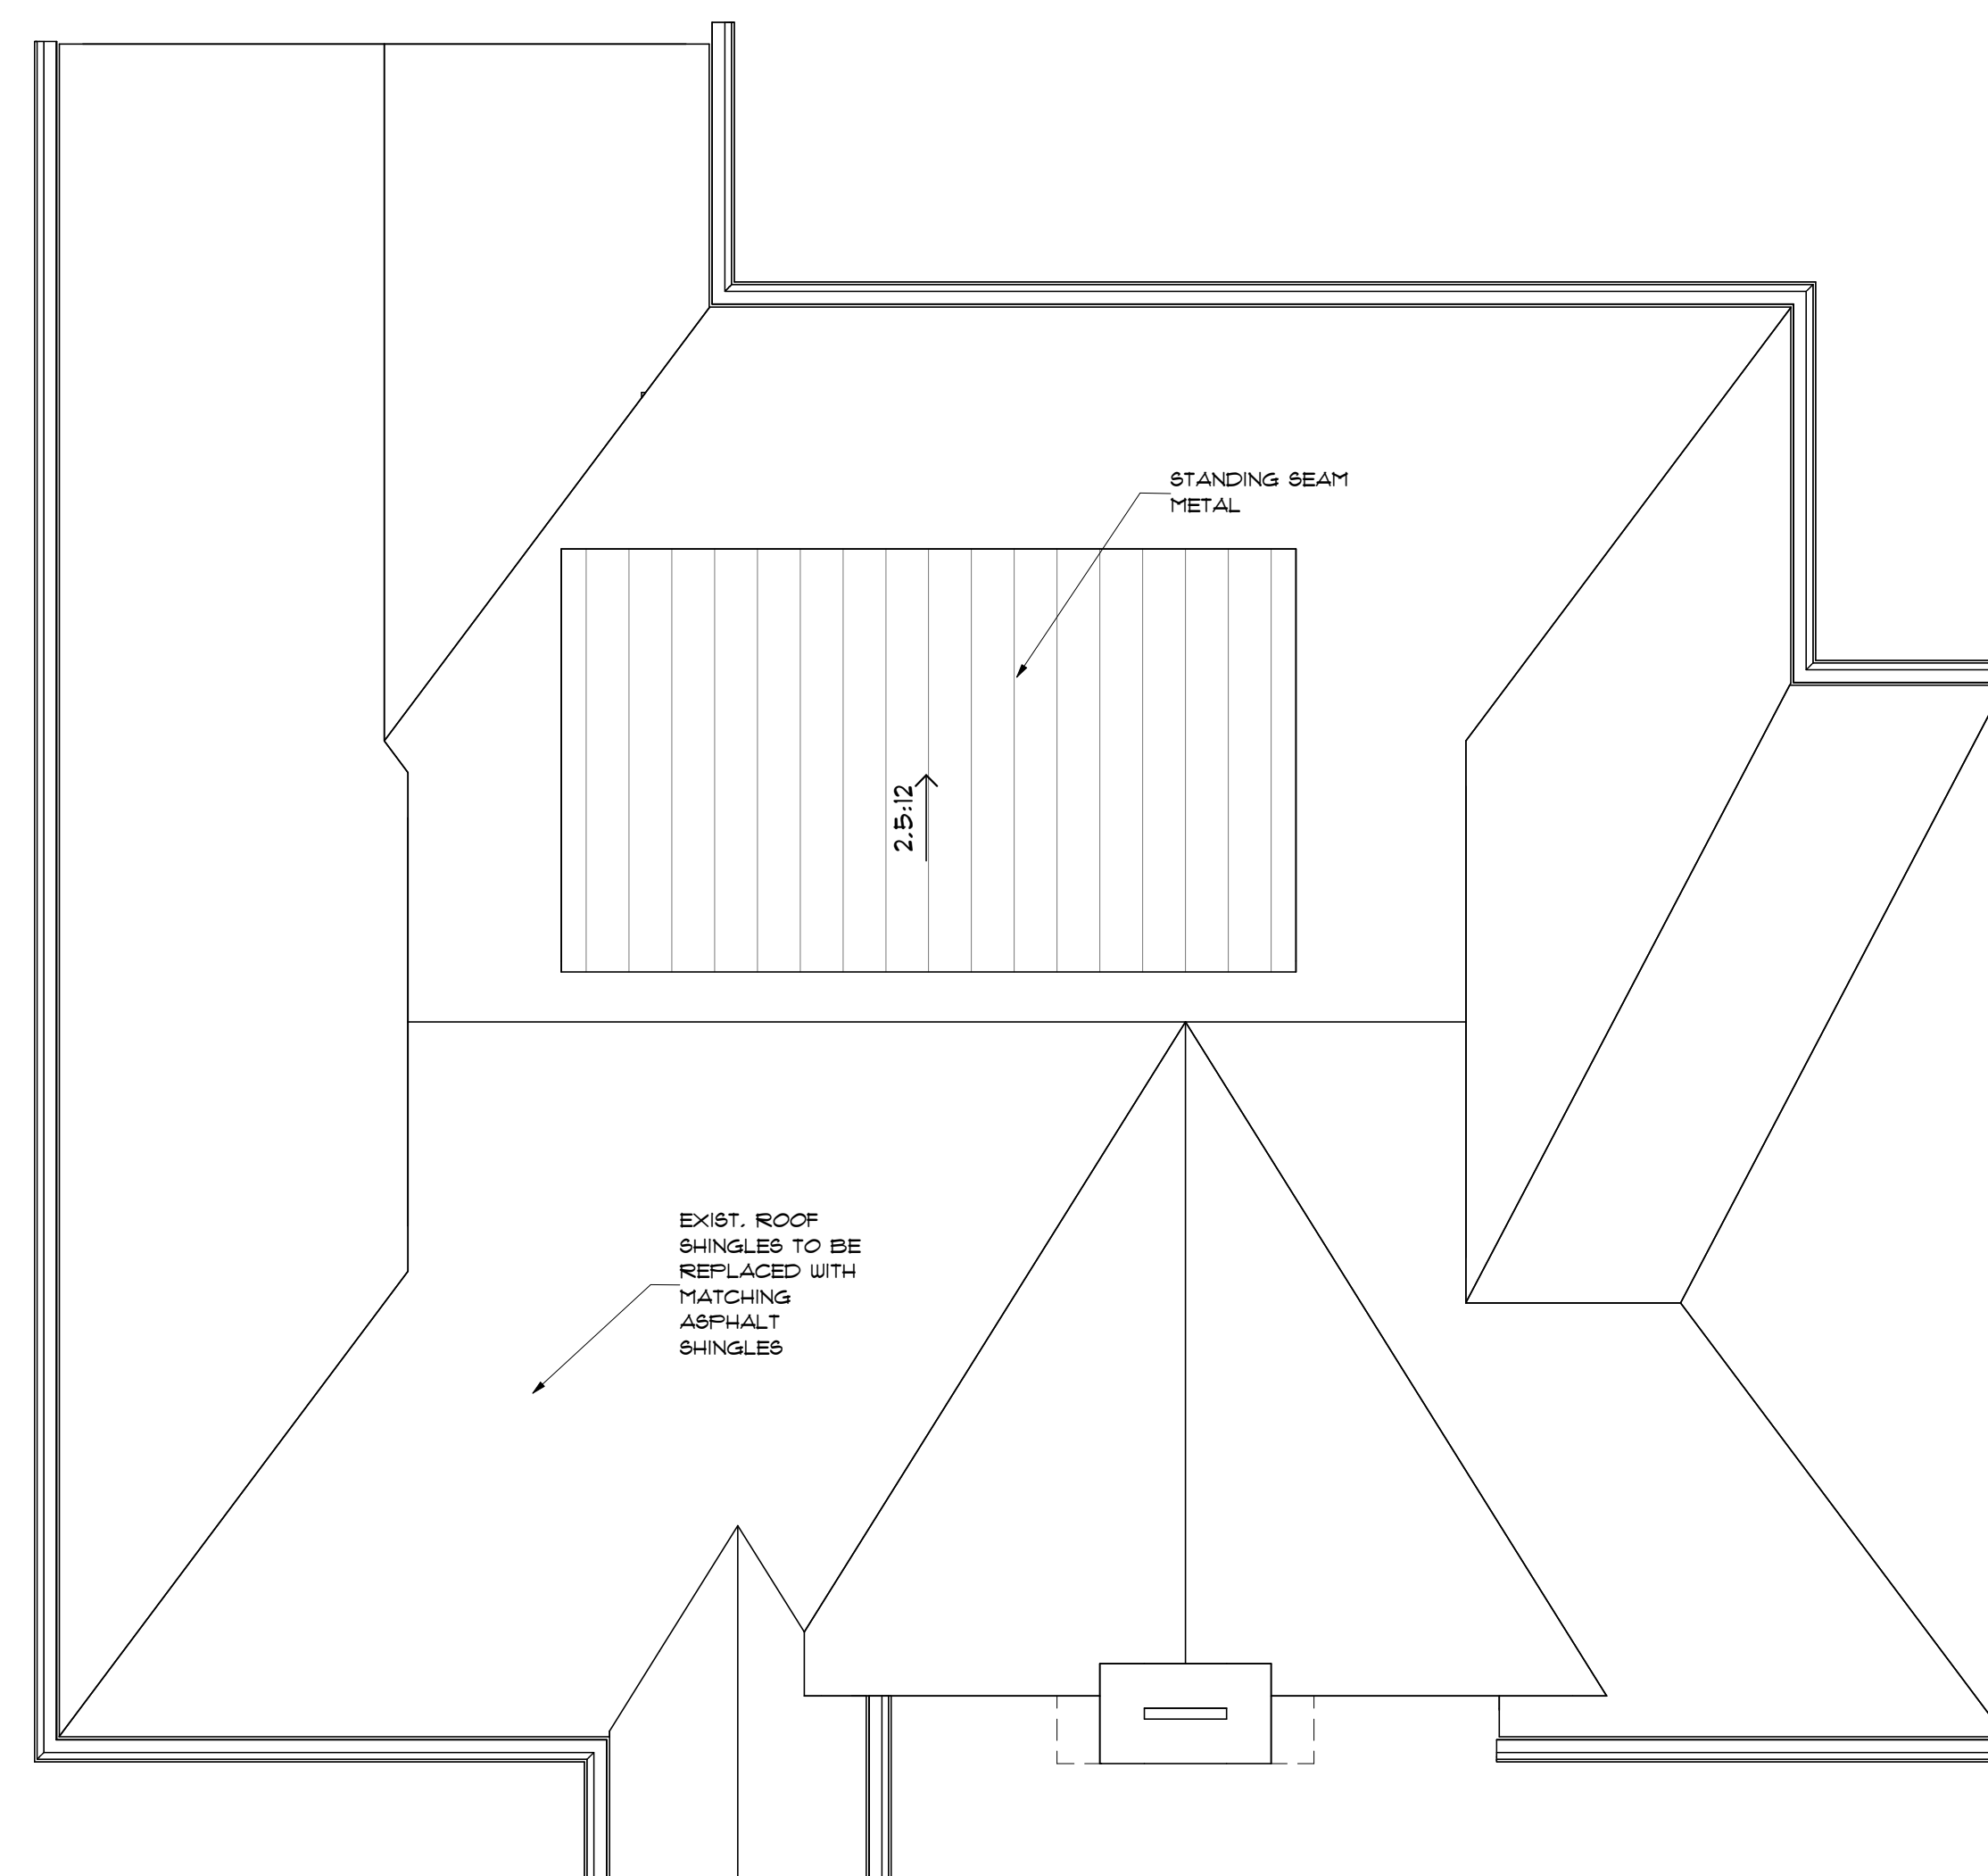 STANDING SEAM
METAL
2.5:12
EXIST. ROOF
SHINGLES TO BE
REPLACED WITH
MATCHING
ASPHALT
SHINGLES